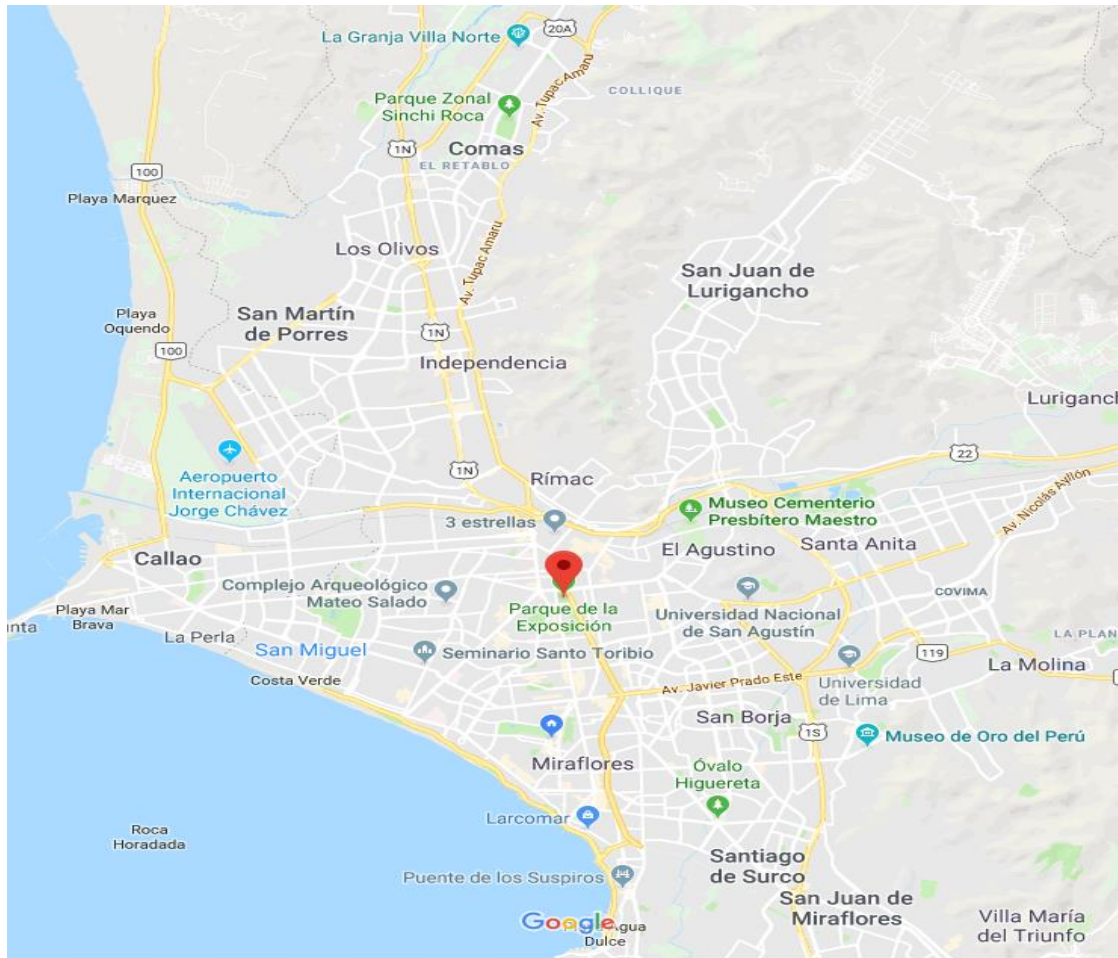 20A
La Granja Villa Norte
COLLIQUE
Parque Zonal
Sinchi Roca
Av. Tupac Amaru
1N
Comas
EL RETABLO
100
Playa Marquez
Los Olivos
Av. Tupac Amaru
San Juan de
Lurigancho
San Martín
de Porres
Playa
Oquendo
1N
100
Independencia
Luriganch
22
Aeropuerto
Internacional
Jorge Chávez
1N
Rímac
Museo Cementerio
Presbítero Maestro
Av. Nicolás Ayllón
3 estrellas
El Agustino
Santa Anita
Callao
Complejo Arqueológico
Mateo Salado
COVIMA
Playa Mar
Brava
anta
Parque de la
Exposición
Universidad Nacional
de San Agustín
La Perla
San Miguel
Seminario Santo Toribio
LA PLAN
119
La Molina
Costa Verde
Av. Javier Prado Este
Universidad
de Lima
San Borja
1S
Museo de Oro del Perú
Miraflores
Óvalo
Higuereta
Larcomar
Roca
Horadada
Santiago
de Surco
Puente de los Suspiros
San Juan de
Miraflores
Villa María
del Triunfo
Google
Agua
Dulce